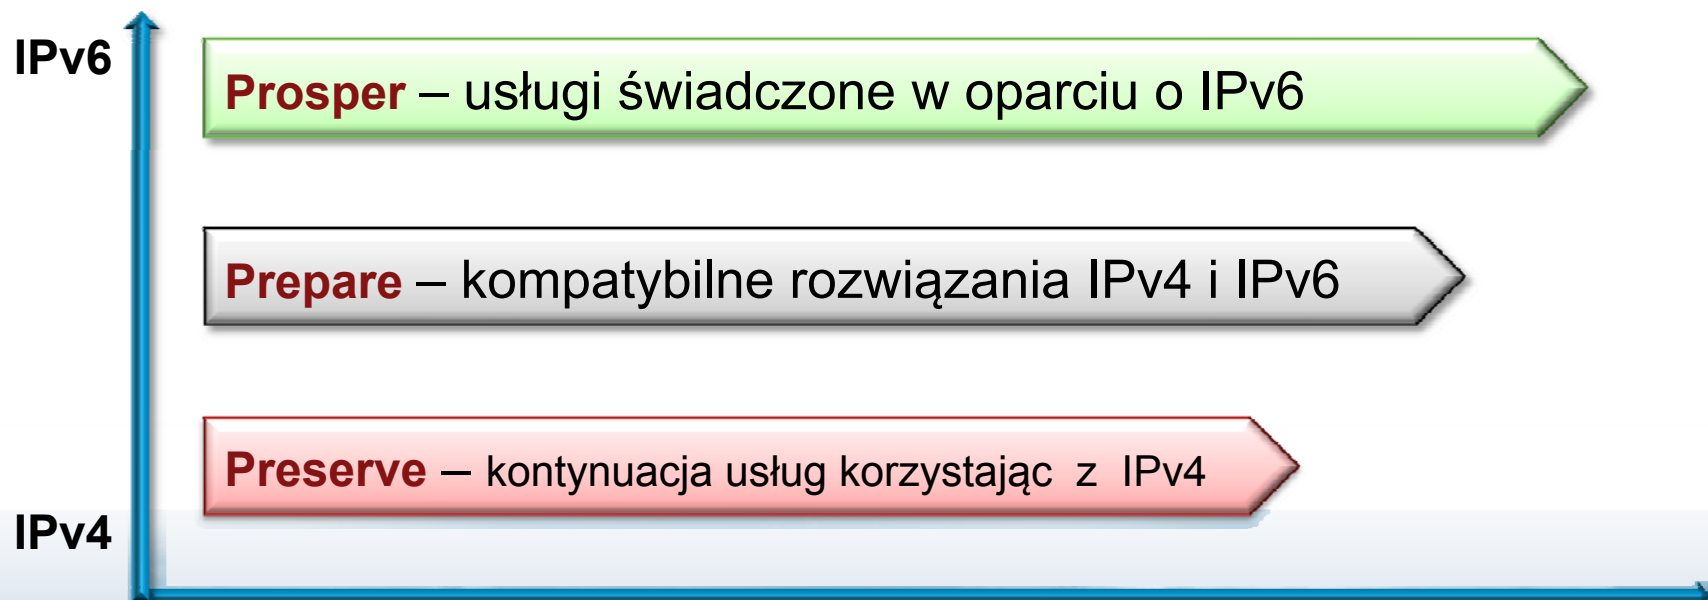 IPv6
Prosper – usługi świadczone w oparciu o IPv6
Prepare – kompatybilne rozwiązania IPv4 i IPv6
Preserve – kontynuacja usług korzystając z IPv4
IPv4